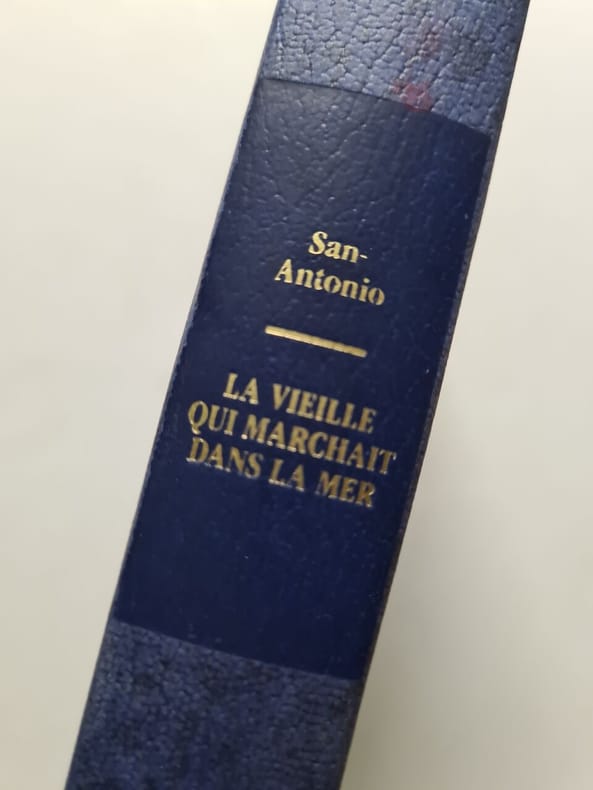 San-
Antonio
LA VIEILLE
QUI MARCHAIT
DANS LA MER